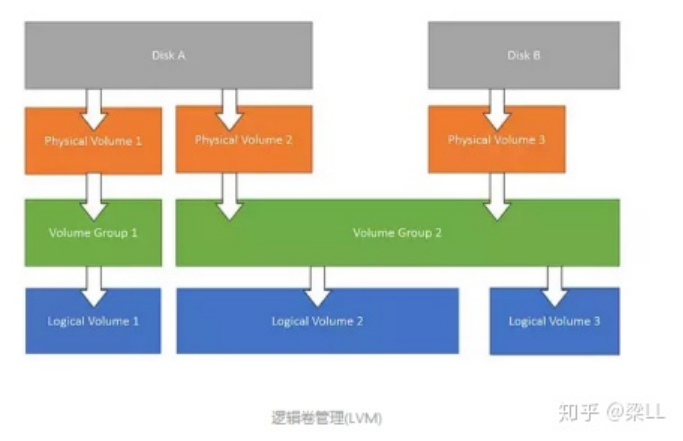 Disk A
Disk B
Physical Volume 1
Physical Volume 2
Physical Volume 3
Volume Group 1
Volume Group 2
Logical Volume 1
Logical Volume 2
Logical Volume 3
逻辑卷管理(LVM)
知乎 @梁LL